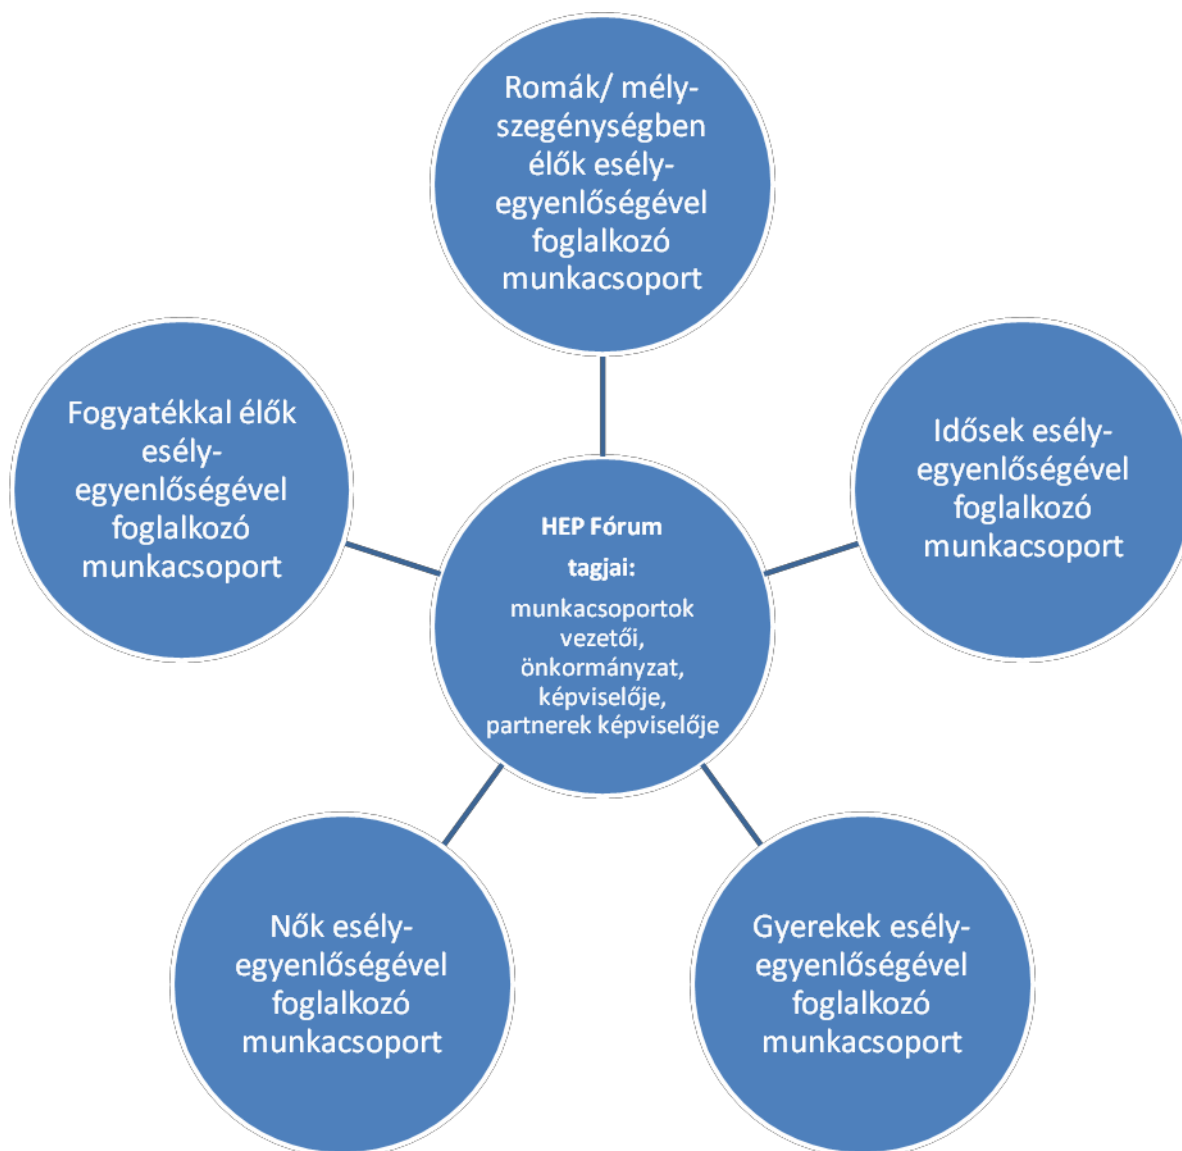 Romák/ mély-
szegénységben
élők esély-
egyenlőségével
foglalkozó
munkacsoport
Fogyatékkal élők
esély-
egyenlőségével
foglalkozó
munkacsoport
Idősek esély-
egyenlőségével
foglalkozó
munkacsoport
HEP Fórum
tagjai:
munkacsoportok
vezetői,
önkormányzat,
képviselője,
partnerek képviselője
Nők esély-
egyenlőségével
foglalkozó
munkacsoport
Gyerekek esély-
egyenlőségével
foglalkozó
munkacsoport